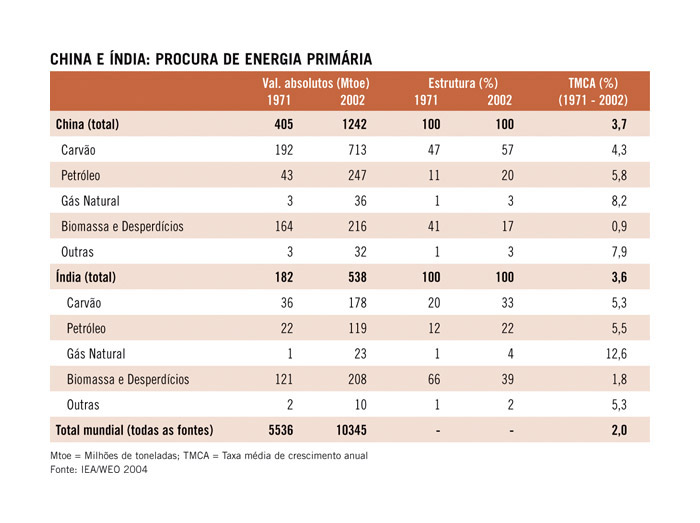 CHINA E ÍNDIA: PROCURA DE ENERGIA PRIMÁRIA
Val. absolutos (Mtoe) Estrutura (%) TMCA (%)
1971 2002 1971 2002 (1971 - 2002)
China (total) 405 1242 100 100 3,7
Carvão 192 713 47 57 4,3
Petróleo 43 247 11 20 5,8
Gás Natural 3 36 1 3 8,2
Biomassa e Desperdícios 164 216 41 17 0,9
Outras 3 32 1 3 7,9
Índia (total) 182 538 100 100 3,6
Carvão 36 178 20 33 5,3
Petróleo 22 119 12 22 5,5
Gás Natural 1 23 1 4 12,6
Biomassa e Desperdícios 121 208 66 39 1,8
Outras 2 10 1 2 5,3
Total mundial (todas as fontes) 5536 10345 - - 2,0
Mtoe = Milhões de toneladas; TMCA = Taxa média de crescimento anual
Fonte: IEA/WEO 2004